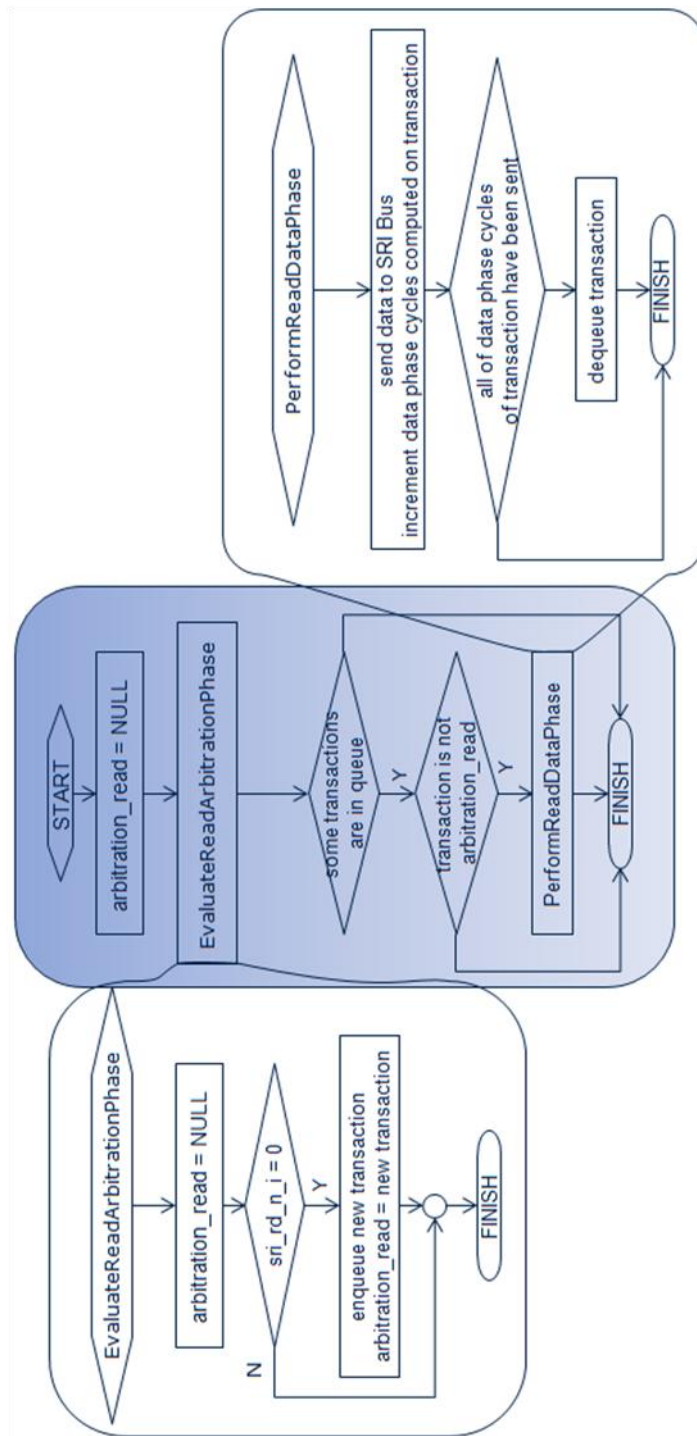 EvaluateReadArbitrationPhase
arbitration_read = NULL
sri_rd_n_i = 0
N
Y
enqueue new transaction
arbitration_read = new transaction
FINISH
START
arbitration_read = NULL
EvaluateReadArbitrationPhase
some transactions
are in queue
Y
transaction is not
arbitration_read
Y
PerformReadDataPhase
FINISH
PerformReadDataPhase
send data to SRI Bus
increment data phase cycles computed on transaction
all of data phase cycles
of transaction have been sent
dequeue transaction
FINISH